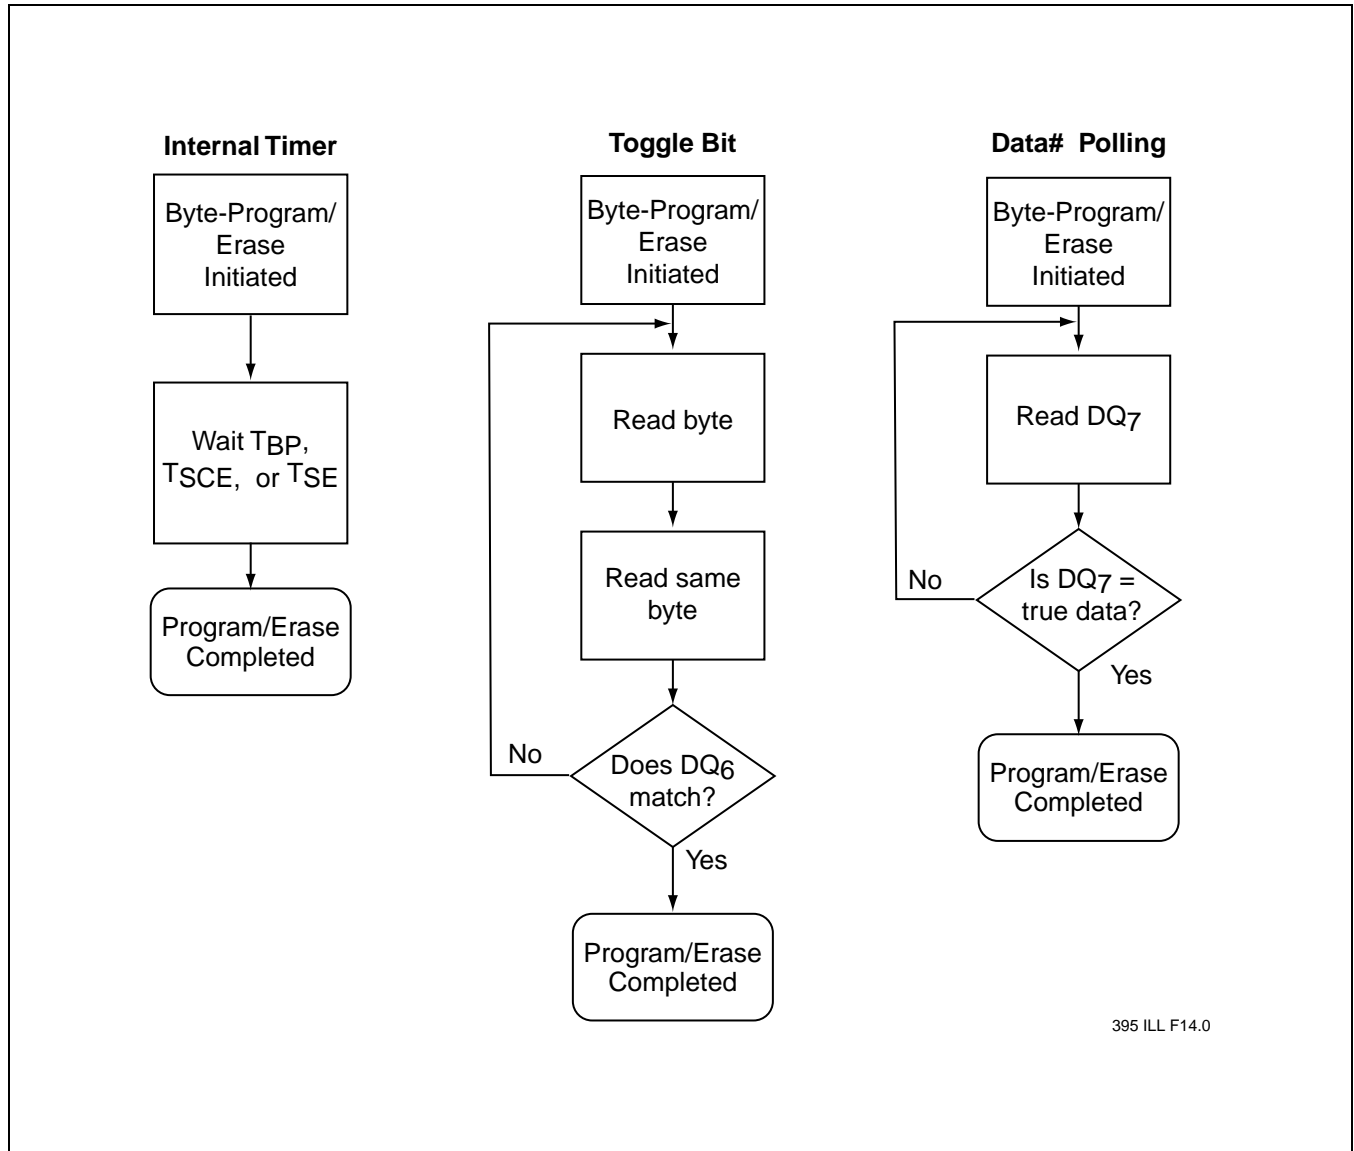 Internal Timer
Byte-Program/
Erase
Initiated
Wait TBP,
TSCE, or TSE
Program/Erase
Completed
Toggle Bit
Byte-Program/
Erase
Initiated
Read byte
Read same
byte
No
Does DQ6
match?
Yes
Program/Erase
Completed
Data# Polling
Byte-Program/
Erase
Initiated
Read DQ7
No
Is DQ7 =
true data?
Yes
Program/Erase
Completed
395 ILL F14.0